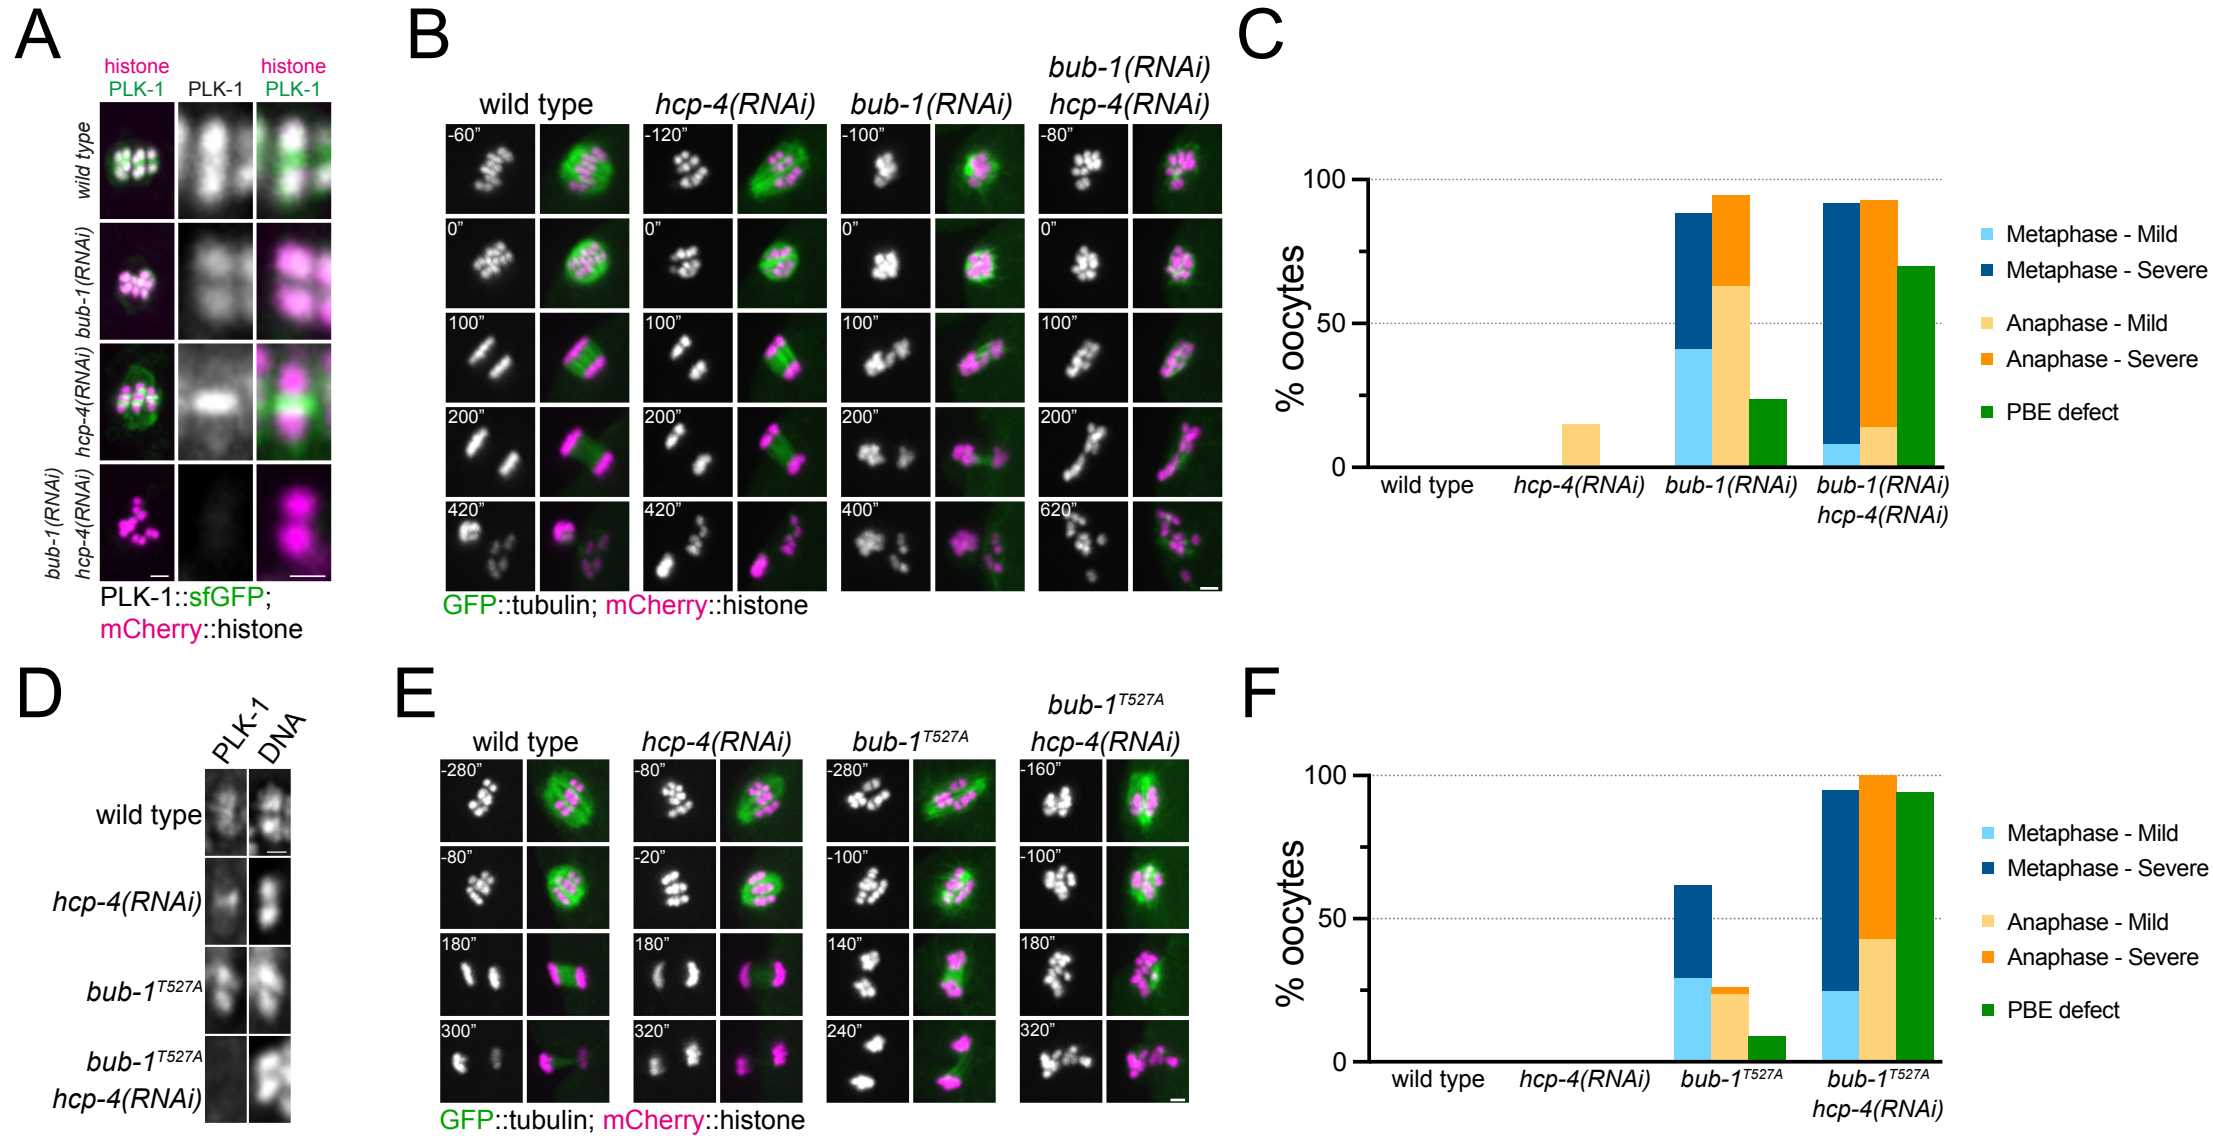 A
histone
PLK-1
PLK-1
histone
PLK-1
wild type
bub-1(RNAi)
hcp-4(RNAi)
bub-1(RNAi)
hcp-4(RNAi)
PLK-1::sfGFP;
mCherry::histone
B
wild type
hcp-4(RNAi)
bub-1(RNAi)
bub-1(RNAi)
hcp-4(RNAi)
-60”
-120”
-100”
-80”
0”
0”
0”
0”
100”
100”
100”
100”
200”
200”
200”
200”
420”
420”
400”
620”
GFP::tubulin; mCherry::histone
C
% oocytes
100
50
0
wild type
hcp-4(RNAi)
bub-1(RNAi)
bub-1(RNAi)
hcp-4(RNAi)
Metaphase - Mild
Metaphase - Severe
Anaphase - Mild
Anaphase - Severe
PBE defect
D
PLK-1
DNA
wild type
hcp-4(RNAi)
bub-1T527A
bub-1T527A
hcp-4(RNAi)
E
wild type
hcp-4(RNAi)
bub-1T527A
bub-1T527A
hcp-4(RNAi)
-280”
-80”
-280”
-160”
-80”
-20”
-100”
-100”
180”
180”
140”
180”
300”
320”
240”
320”
GFP::tubulin; mCherry::histone
F
% oocytes
100
50
0
wild type
hcp-4(RNAi)
bub-1T527A
bub-1T527A
hcp-4(RNAi)
Metaphase - Mild
Metaphase - Severe
Anaphase - Mild
Anaphase - Severe
PBE defect